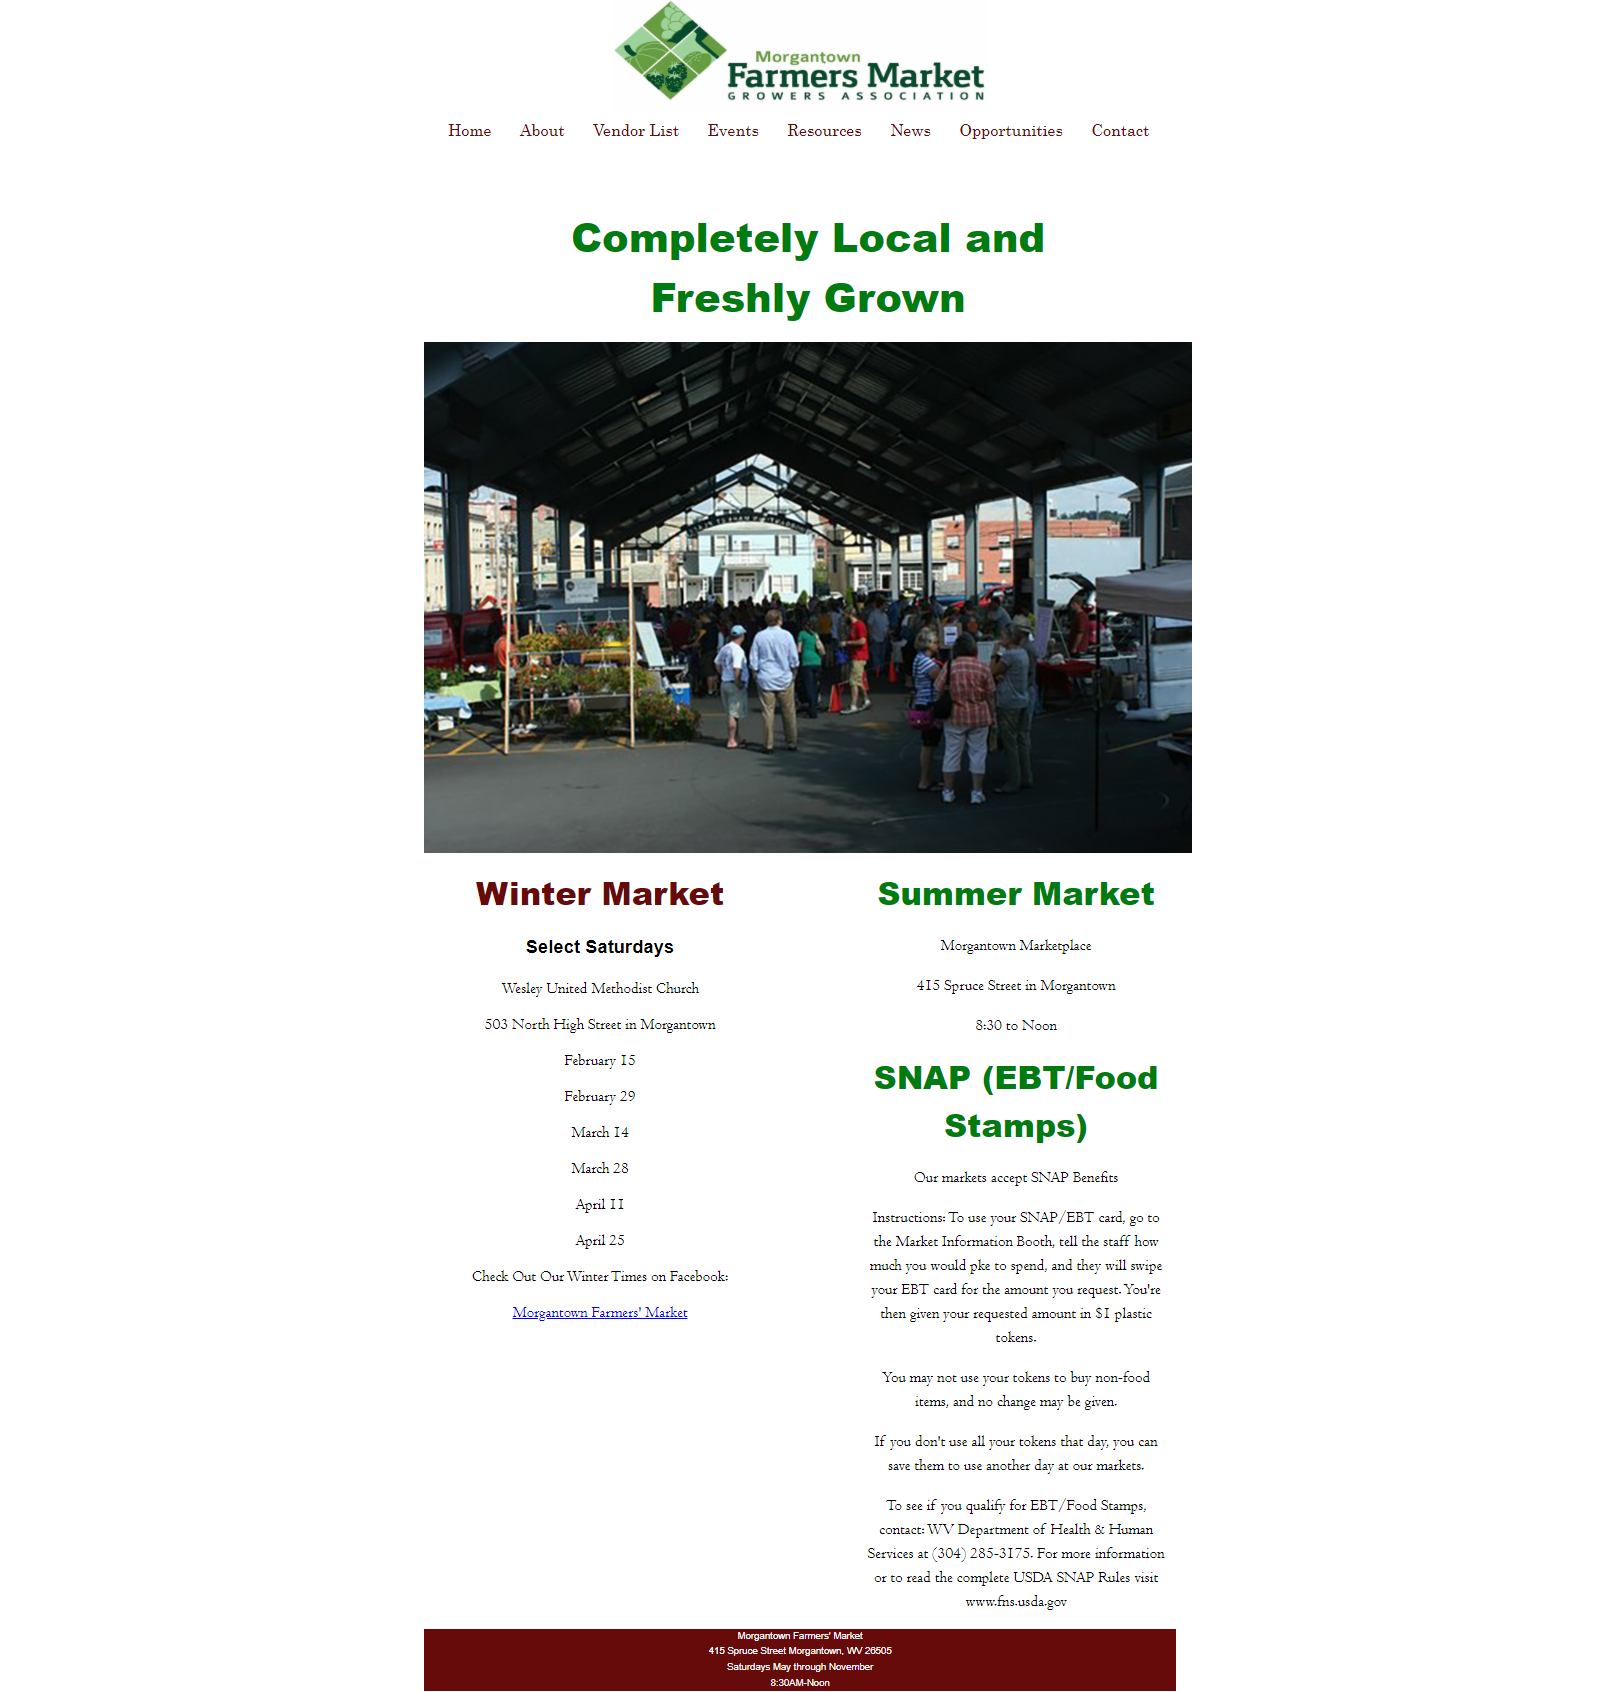 Morgantown
Farmers Market
GROWERS ASSOCIATION
Home About Vendor List Events Resources News Opportunities Contact
Completely Local and
Freshly Grown
Winter Market
Select Saturdays
Wesley United Methodist Church
503 North High Street in Morgantown
February 15
February 29
March 14
March 28
April 11
April 25
Check Out Our Winter Times on Facebook:
Morgantown Farmers' Market
Summer Market
Morgantown Marketplace
415 Spruce Street in Morgantown
8:30 to Noon
SNAP (EBT/Food
Stamps)
Our markets accept SNAP Benefits
Instructions: To use your SNAP/EBT card, go to
the Market Information Booth, tell the staff how
much you would pke to spend, and they will swipe
your EBT card for the amount you request. You're
then given your requested amount in $1 plastic
tokens.
You may not use your tokens to buy non-food
items, and no change may be given.
If you don't use all your tokens that day, you can
save them to use another day at our markets.
To see if you qualify for EBT/Food Stamps,
contact: WV Department of Health & Human
Services at (304) 285-3175. For more information
or to read the complete USDA SNAP Rules visit
www.fns.usda.gov
Morgantown Farmers' Market
415 Spruce Street Morgantown, WV 26505
Saturdays May through November
8:30AM-Noon